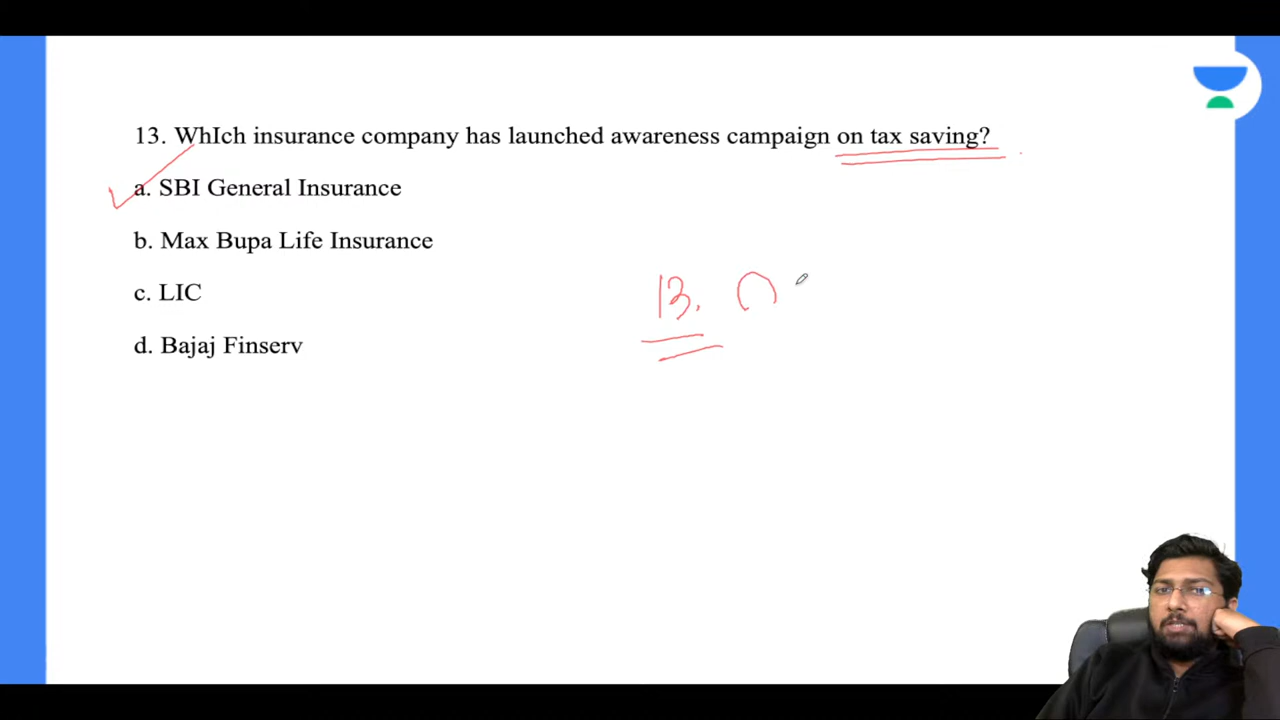 13. WhIch insurance company has launched awareness campaign on tax saving?
a. SBI General Insurance
b. Max Bupa Life Insurance
c. LIC
d. Bajaj Finserv
13.